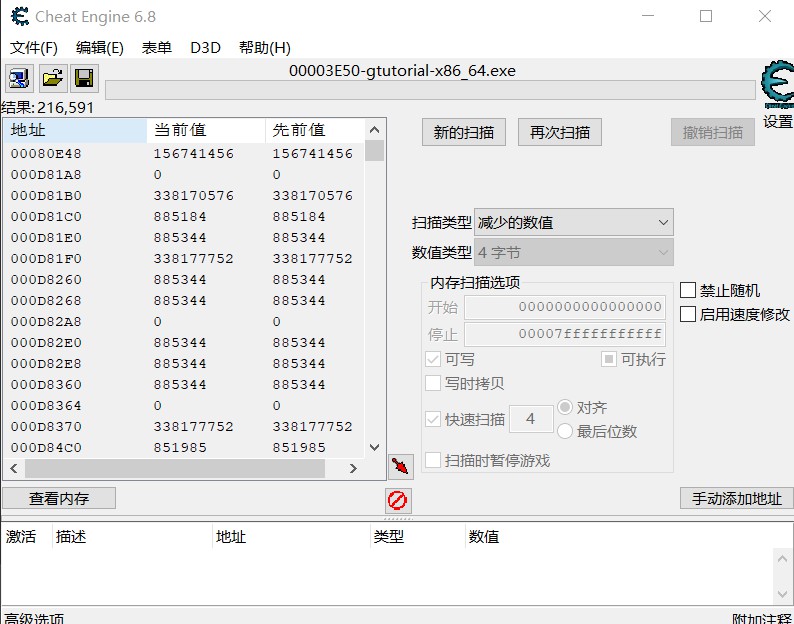 Cheat Engine 6.8
文件(F) 编辑(E) 表单 D3D 帮助(H)
00003E50-gtutorial-x86_64.exe
结果: 216,591
设置
地址 当前值 先前值
00080E48 156741456 156741456
000D81A8 0 0
000D81B0 338170576 338170576
000D81C0 885184 885184
000D81E0 885344 885344
000D81F0 338177752 338177752
000D8260 885344 885344
000D8268 885344 885344
000D82A8 0 0
000D82E0 885344 885344
000D82E8 885344 885344
000D8360 885344 885344
000D8364 0 0
000D8370 338177752 338177752
000D84C0 851985 851985
新的扫描 再次扫描 撤销扫描
扫描类型 减少的数值
数值类型 4 字节
内存扫描选项
开始 0000000000000000
停止 00007fffffffffff
可写 可执行
写时拷贝
快速扫描 4 对齐
最后位数
扫描时暂停游戏
禁止随机
启用速度修改
查看内存 手动添加地址
激活 描述 地址 类型 数值
高级选项 附加注释